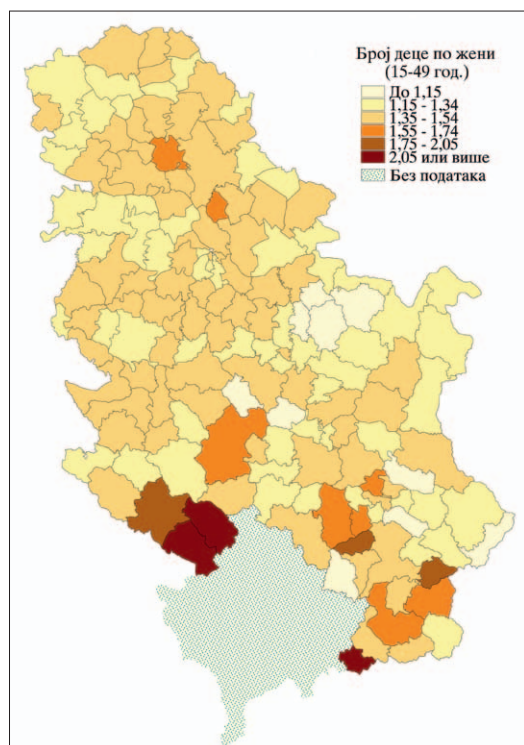 Број деце по жени
(15-49 год.)
До 1,15
1,15 - 1,34
1,35 - 1,54
1,55 - 1,74
1,75 - 2,05
2,05 или више
Без података